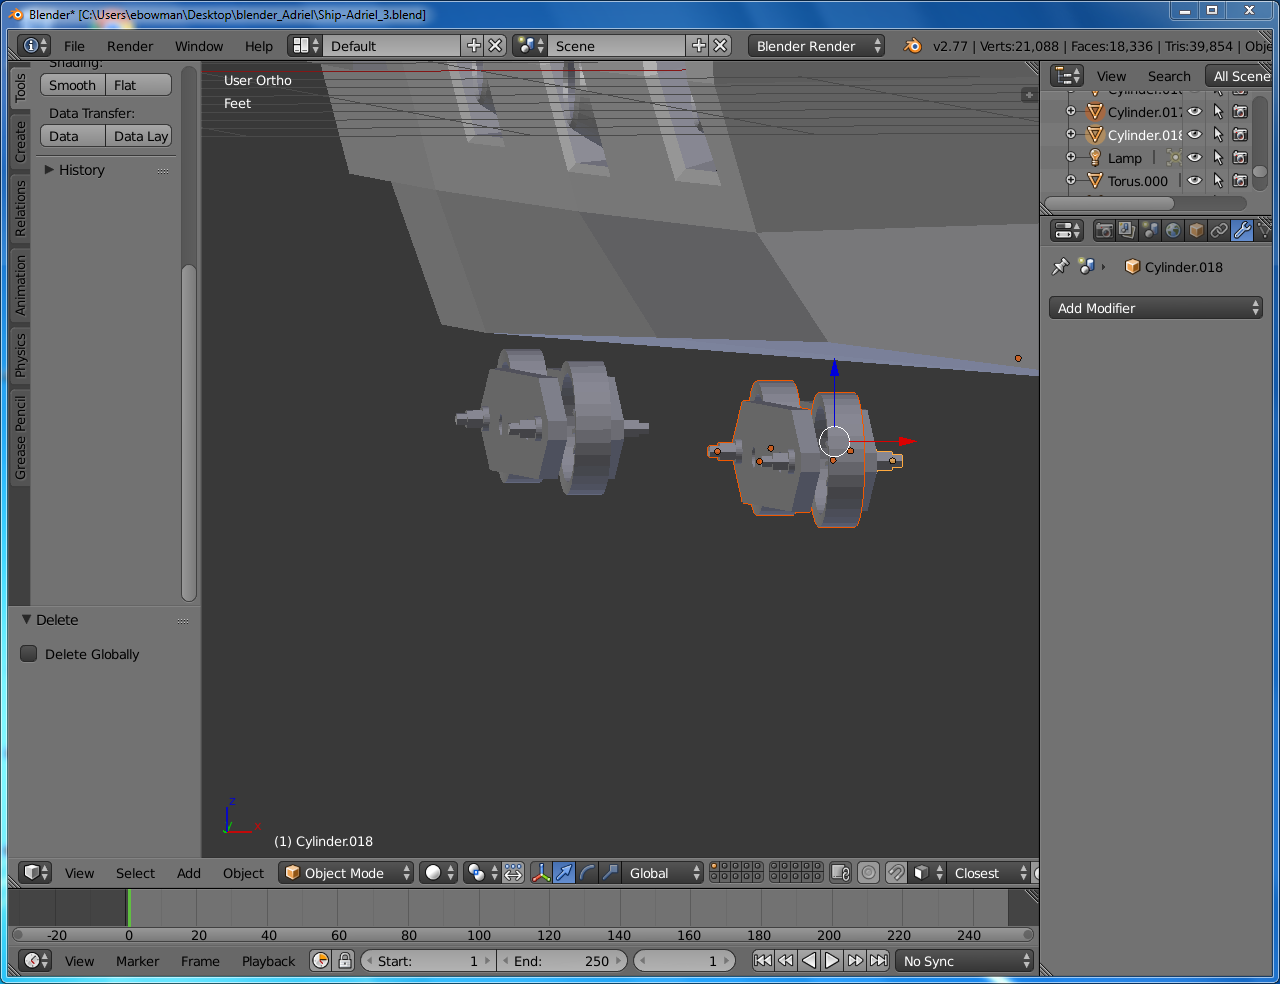 Blender* [C:\Users\ebowman\Desktop\blender_Adriel\Ship-Adriel_3.blend]
File Render Window Help Default Scene Blender Render v2.77 | Verts:21,088 | Faces:18,336 | Tris:39,854 | Obje
Shading:
Smooth Flat
Data Transfer:
Data Data Lay
History
Tools
Create
Relations
Animation
Physics
Grease Pencil
Delete
Delete Globally
User Ortho
Feet
(1) Cylinder.018
View Search All Scene
Cylinder.017
Cylinder.018
Lamp
Torus.000
Cylinder.018
Add Modifier
z
x
View Select Add Object Object Mode Global Closest
-20 0 20 40 60 80 100 120 140 160 180 200 220 240
View Marker Frame Playback Start: 1 End: 250 1 No Sync